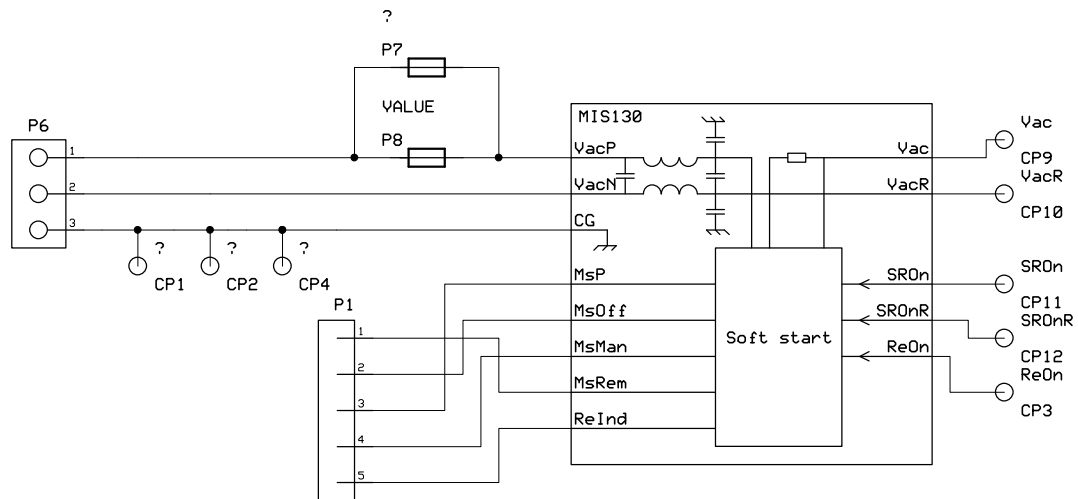 ?
P7
VALUE
P8
P6
1
2
3
?
?
?
CP1
CP2
CP4
MIS130
VacP
VacN
CG
MsP
MsOff
MsMan
MsRem
ReInd
Soft start
Vac
VacR
SROn
SROnR
ReOn
Vac
CP9
VacR
CP10
SROn
CP11
SROnR
CP12
ReOn
CP3
P1
1
2
3
4
5